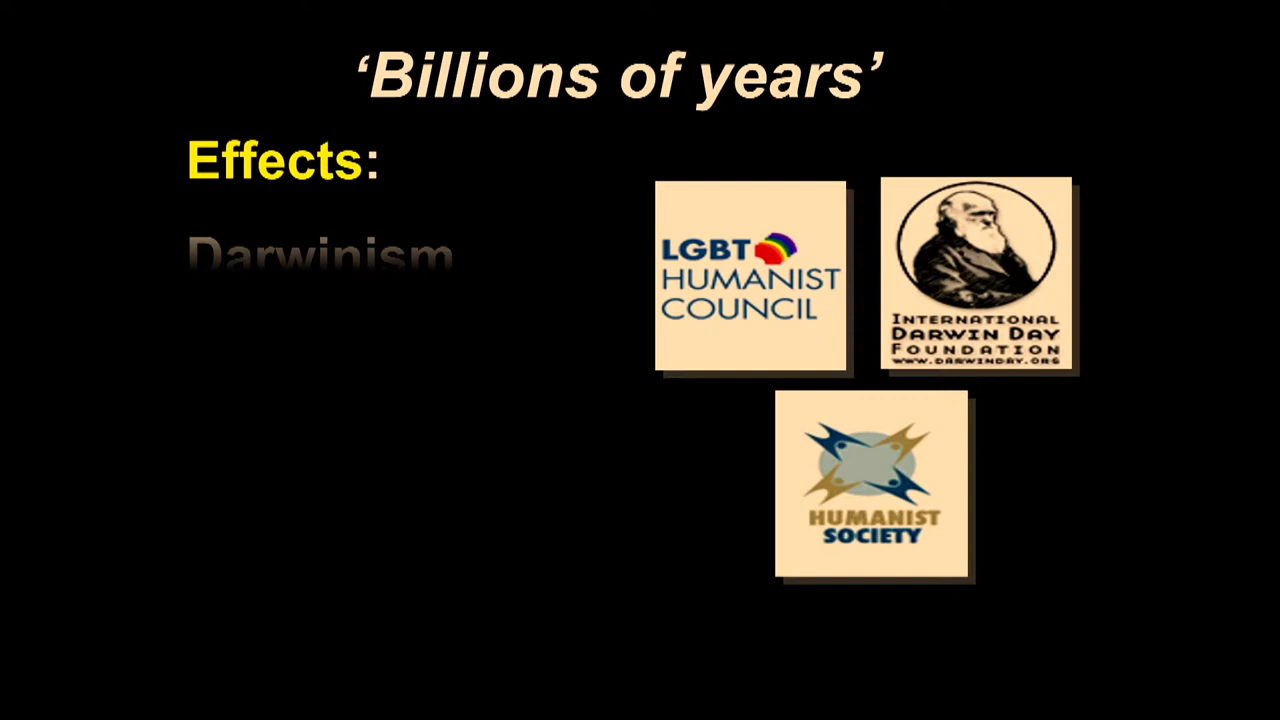 ‘Billions of years’
Effects:
Darwinism
LGBT
HUMANIST
COUNCIL
INTERNATIONAL
DARWIN DAY
FOUNDATION
WWW.DARWINDAY.ORG
HUMANIST
SOCIETY